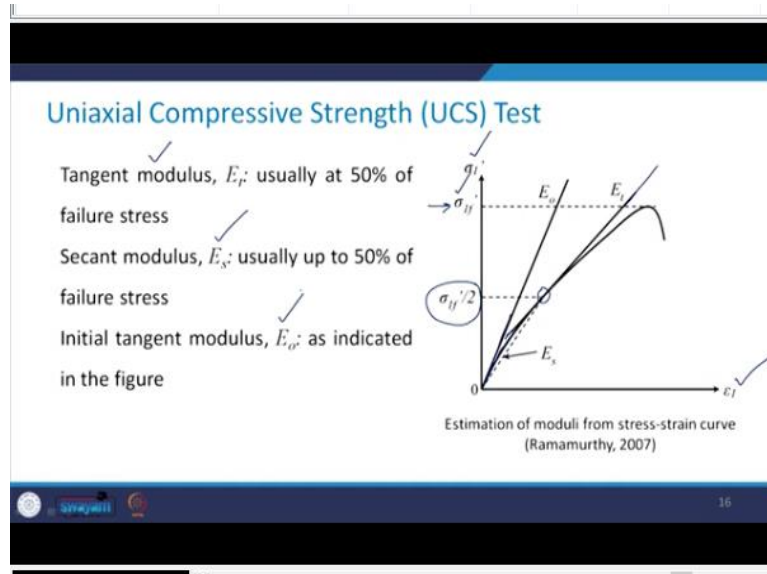 Uniaxial Compressive Strength (UCS) Test
Tangent modulus, Eₜ: usually at 50% of
failure stress
Secant modulus, Eₛ: usually up to 50% of
failure stress
Initial tangent modulus, Eₒ: as indicated
in the figure
σ₁'
σ₁f'
Eₒ
Eₜ
σ₁f'/2
Eₛ
0
ε₁
Estimation of moduli from stress-strain curve
(Ramamurthy, 2007)
swayam
16